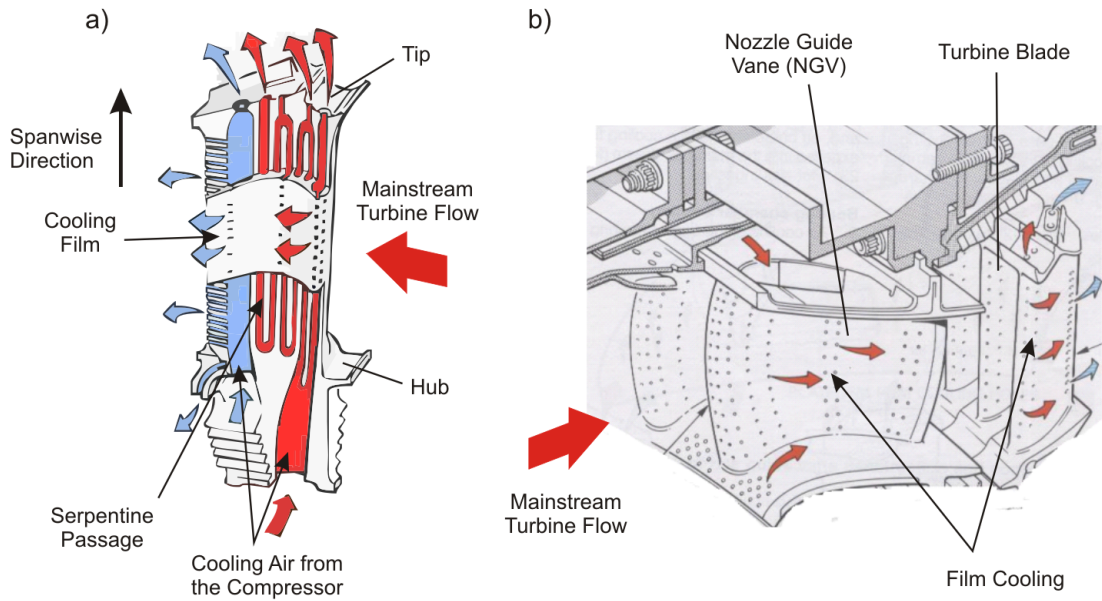 a)
Tip
Spanwise
Direction
Mainstream
Turbine Flow
Cooling
Film
Hub
Serpentine
Passage
Cooling Air from
the Compressor
b)
Nozzle Guide
Vane (NGV)
Turbine Blade
Mainstream
Turbine Flow
Film Cooling